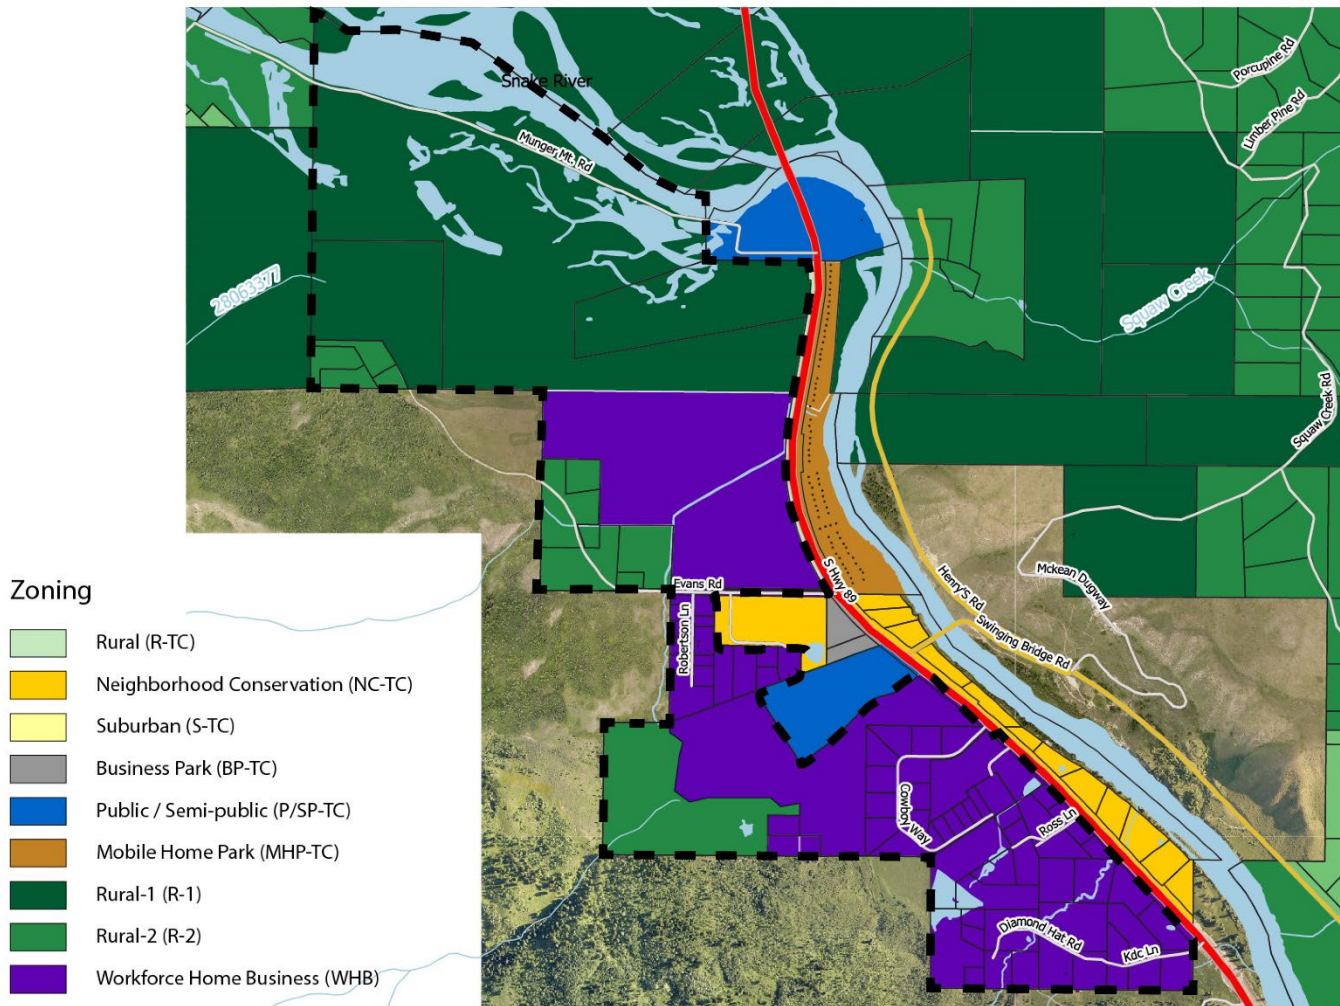 Snake River
Porcupine Rd
Limber Pine Rd
Munger Mt. Rd
28063377
Squaw Creek
Squaw Creek Rd
S Hwy 89
Evans Rd
Robertson Ln
Henry'S Rd
Mckean Dugway
Swinging Bridge Rd
Cowboy Way
Ross Ln
Diamond Hat Rd
Kdc Ln
Zoning
Rural (R-TC)
Neighborhood Conservation (NC-TC)
Suburban (S-TC)
Business Park (BP-TC)
Public / Semi-public (P/SP-TC)
Mobile Home Park (MHP-TC)
Rural-1 (R-1)
Rural-2 (R-2)
Workforce Home Business (WHB)